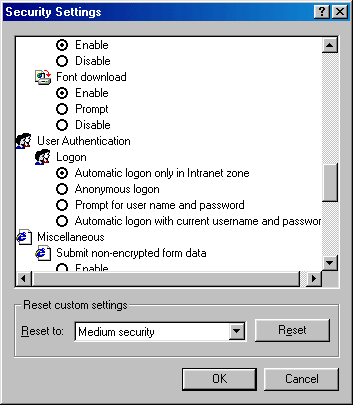 Security Settings
Enable
Disable
Font download
Enable
Prompt
Disable
User Authentication
Logon
Automatic logon only in Intranet zone
Anonymous logon
Prompt for user name and password
Automatic logon with current username and passwor
Miscellaneous
Submit non-encrypted form data
Enable
Reset custom settings
Reset to: Medium security Reset
OK Cancel